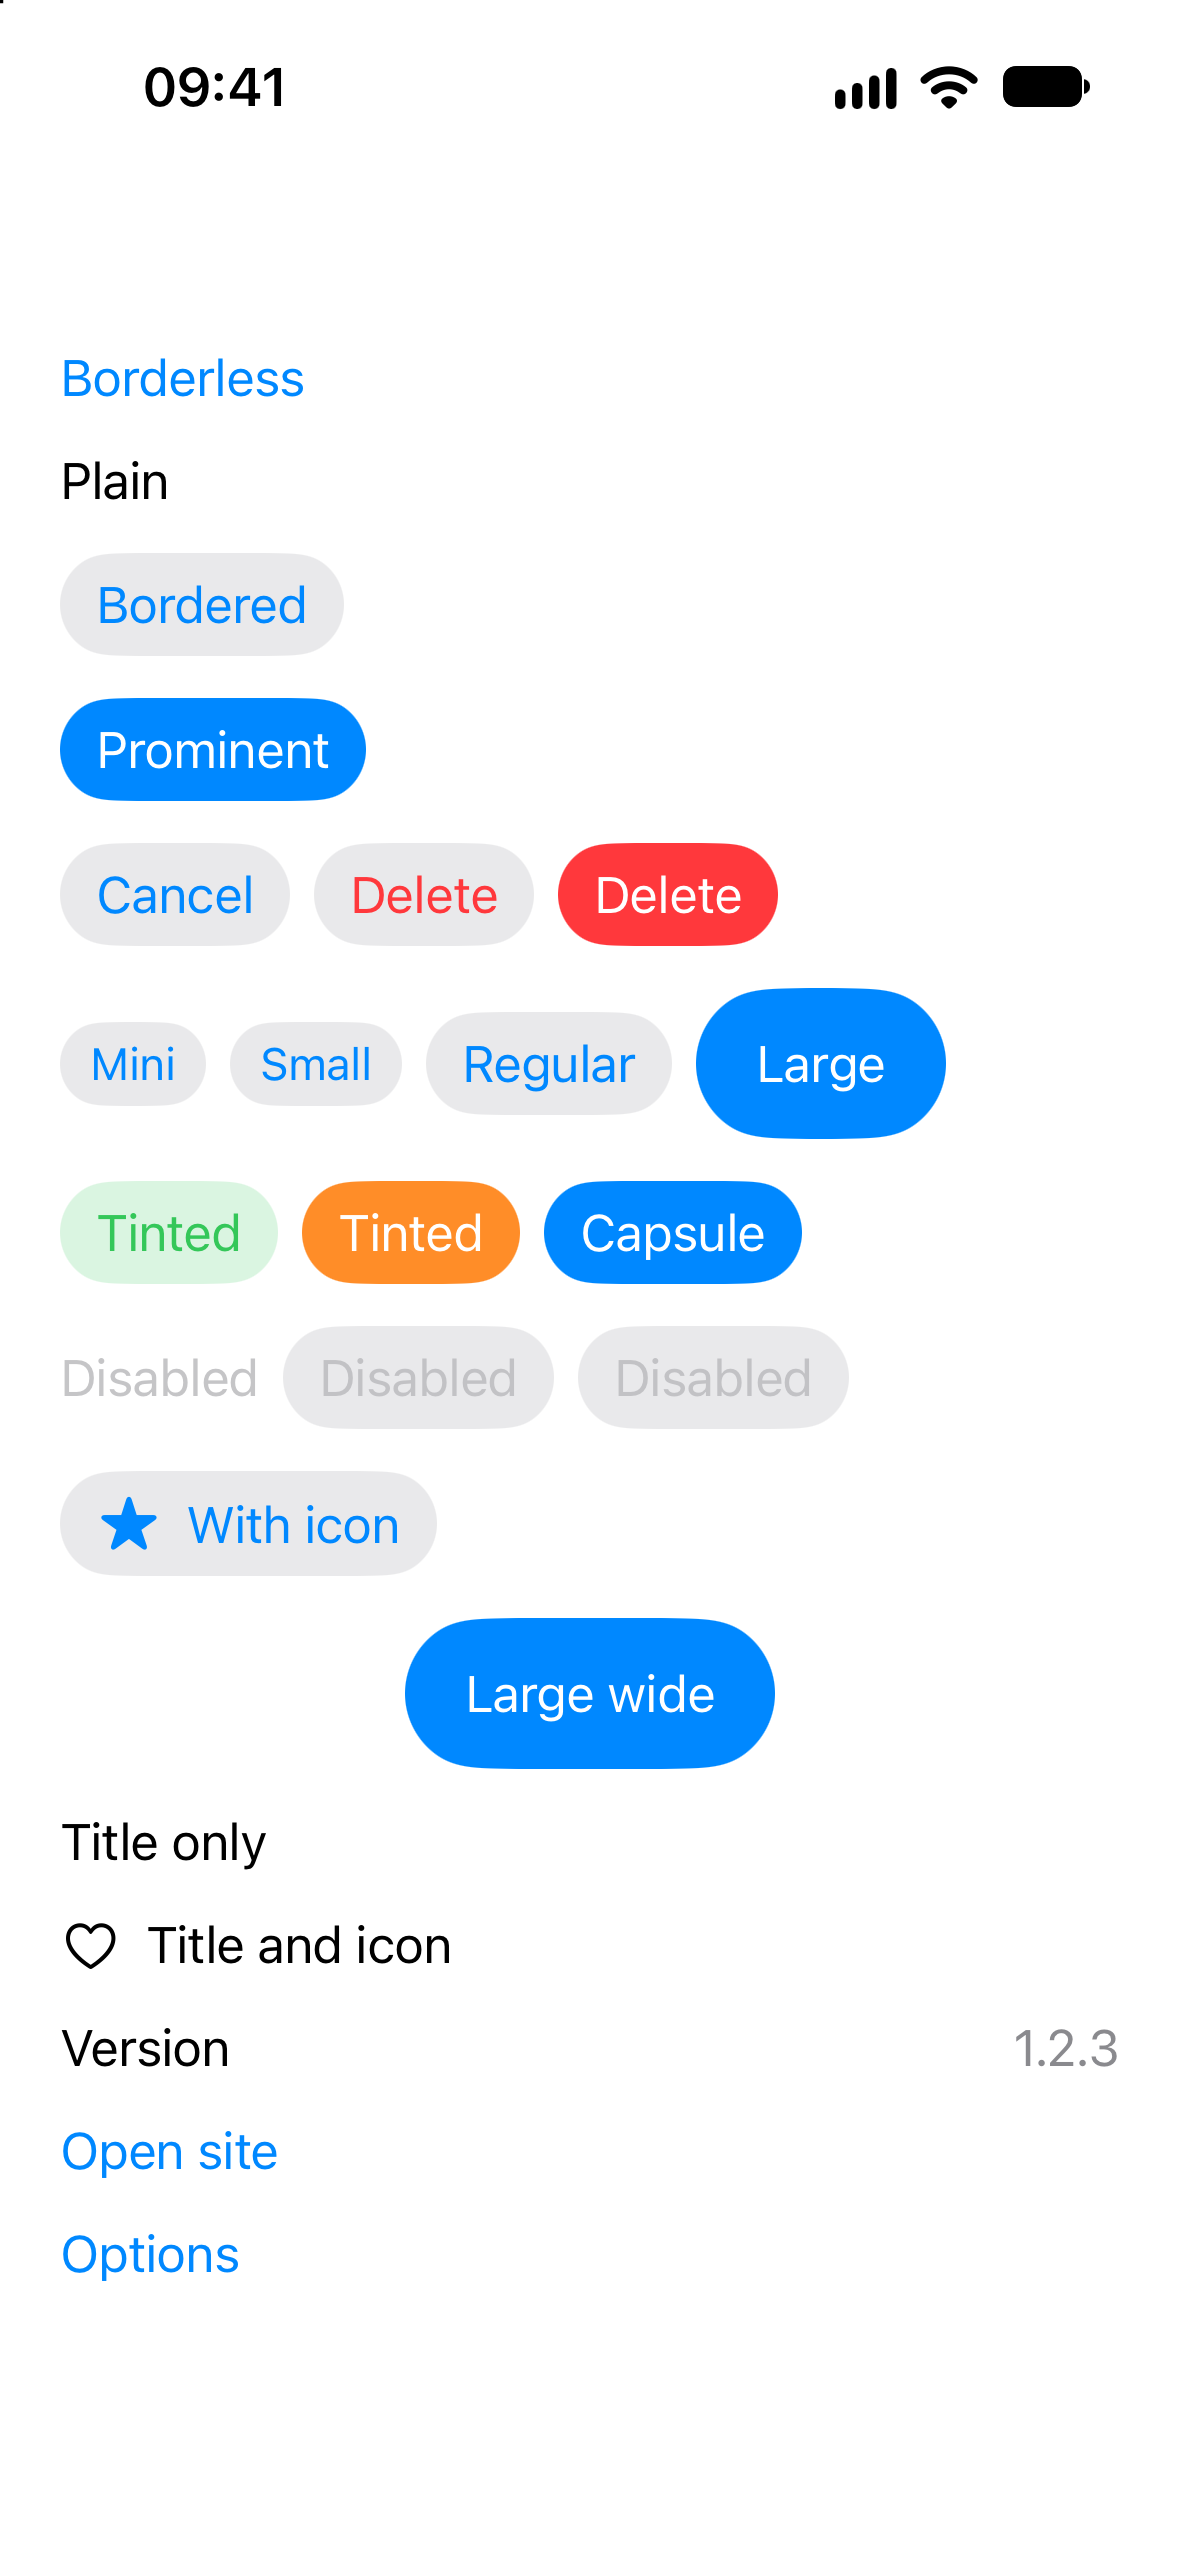 09:41
Borderless
Plain
Bordered
Prominent
Cancel Delete Delete
Mini Small Regular Large
Tinted Tinted Capsule
Disabled Disabled Disabled
With icon
Large wide
Title only
Title and icon
Version 1.2.3
Open site
Options